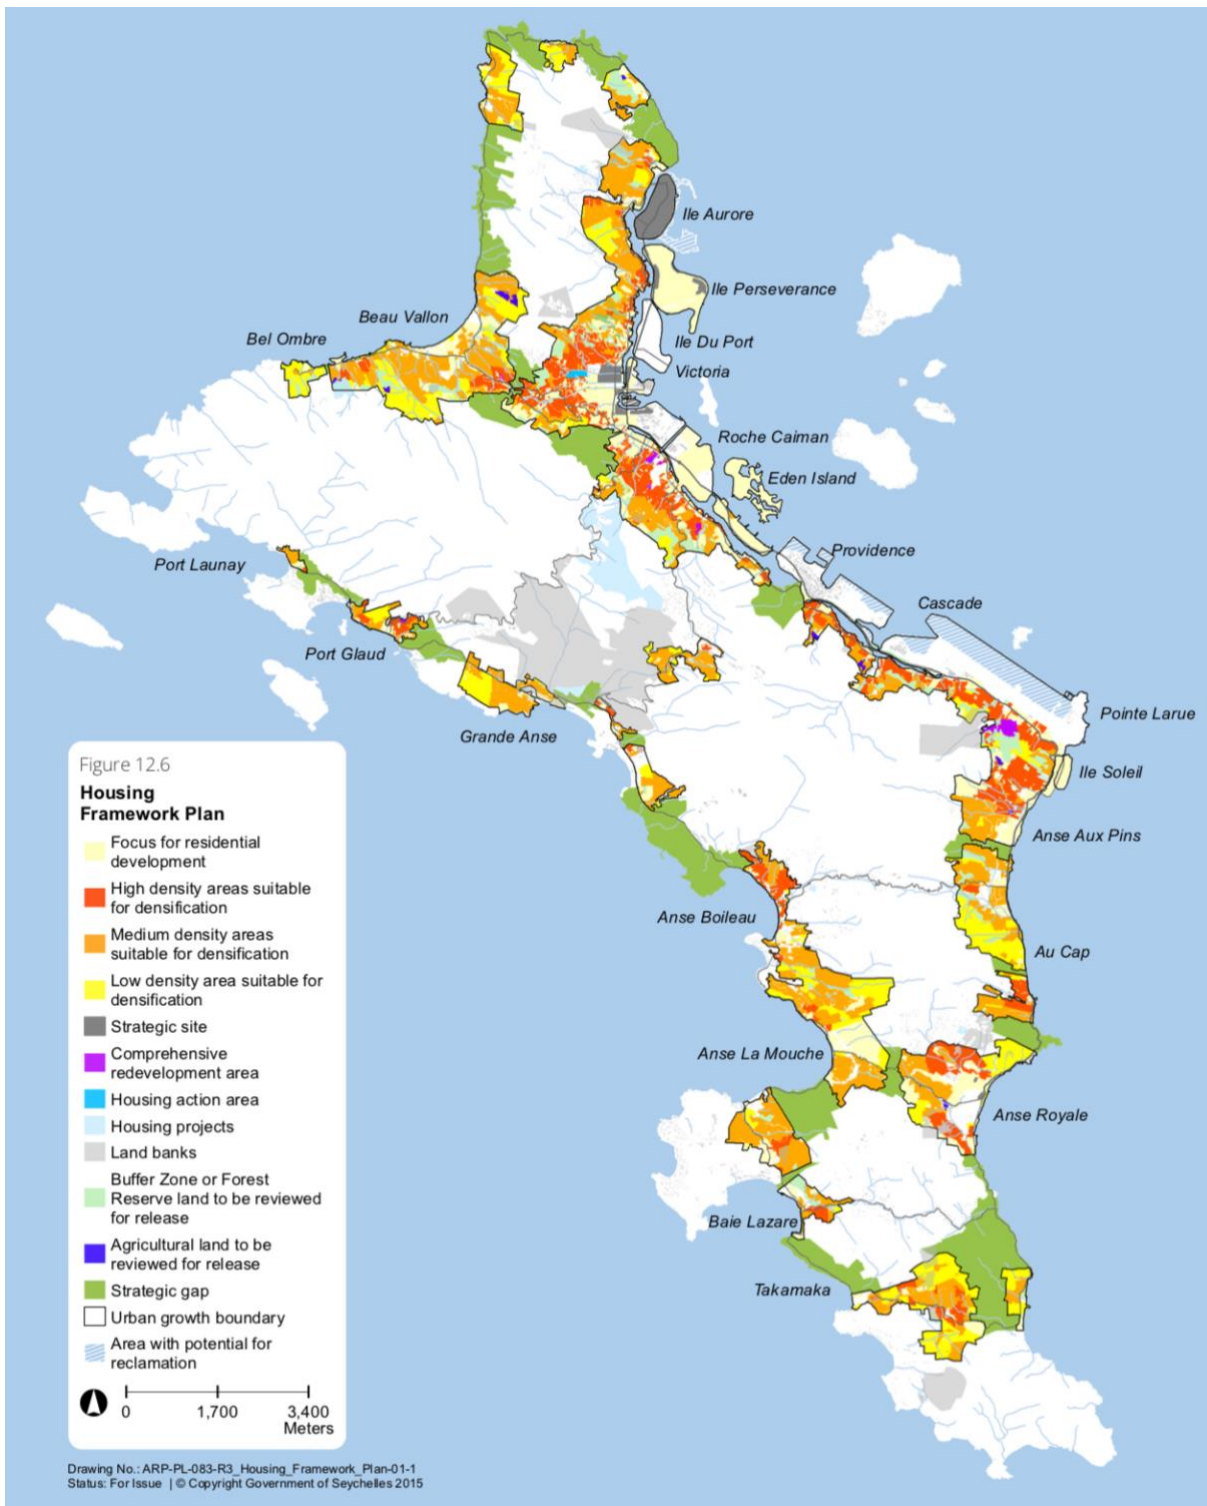 Ile Aurore
Ile Perseverance
Beau Vallon
Bel Ombre
Ile Du Port
Victoria
Roche Caiman
Eden Island
Providence
Port Launay
Cascade
Port Glaud
Pointe Larue
Grande Anse
Ile Soleil
Anse Aux Pins
Anse Boileau
Au Cap
Anse La Mouche
Anse Royale
Baie Lazare
Takamaka
Figure 12.6
Housing
Framework Plan
Focus for residential
development
High density areas suitable
for densification
Medium density areas
suitable for densification
Low density area suitable for
densification
Strategic site
Comprehensive
redevelopment area
Housing action area
Housing projects
Land banks
Buffer Zone or Forest
Reserve land to be reviewed
for release
Agricultural land to be
reviewed for release
Strategic gap
Urban growth boundary
Area with potential for
reclamation
0 1,700 3,400
Meters
Drawing No.: ARP-PL-083-R3_Housing_Framework_Plan-01-1
Status: For Issue | © Copyright Government of Seychelles 2015